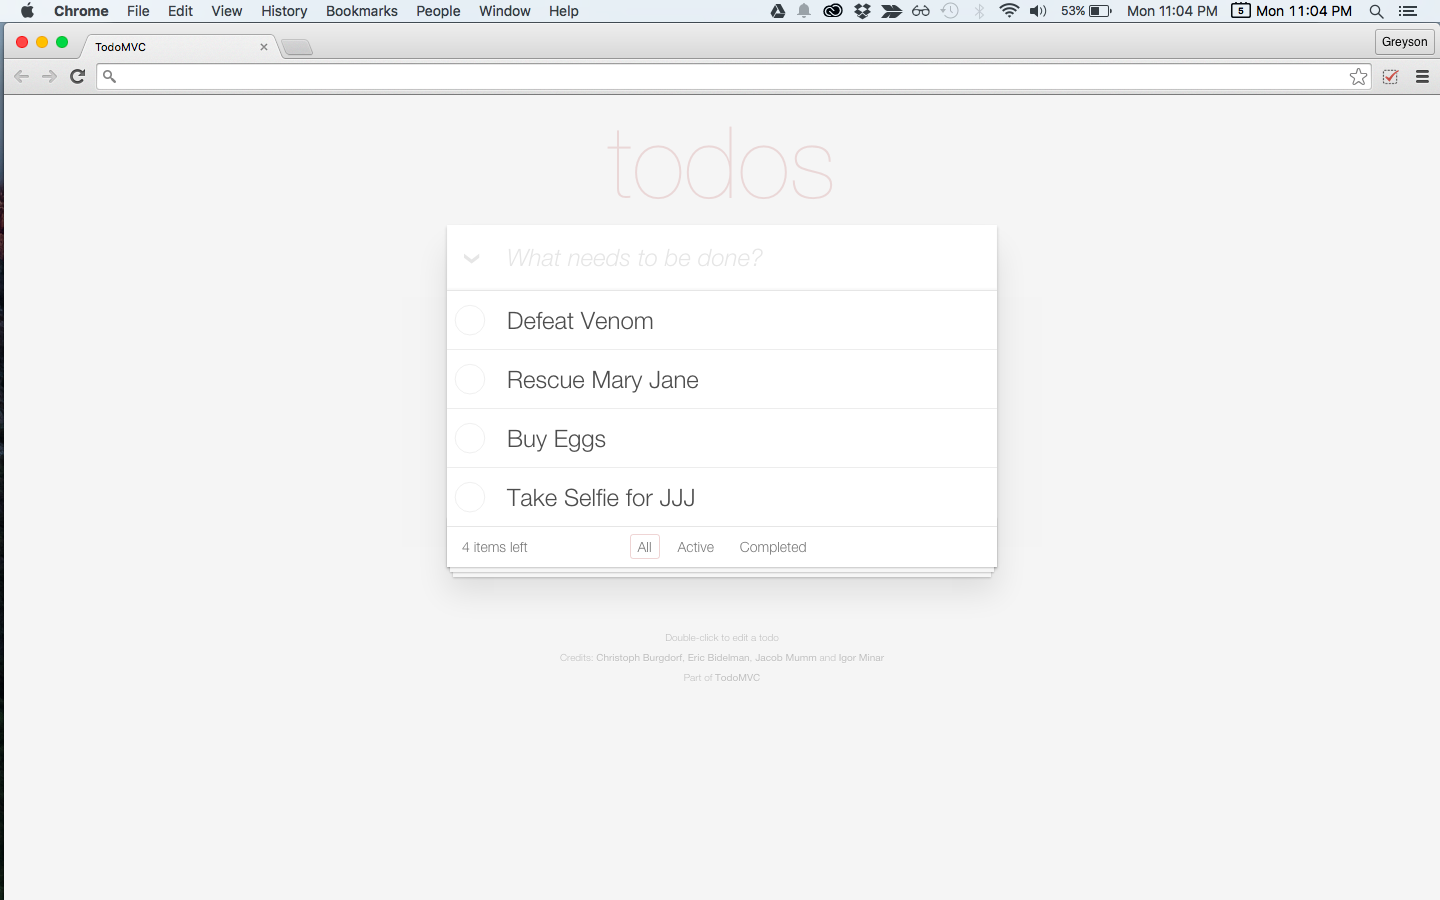 Chrome File Edit View History Bookmarks People Window Help 53% Mon 11:04 PM 5 Mon 11:04 PM
TodoMVC
Greyson
todos
What needs to be done?
Defeat Venom
Rescue Mary Jane
Buy Eggs
Take Selfie for JJJ
4 items left All Active Completed
Double-click to edit a todo
Credits: Christoph Burgdorf, Eric Bidelman, Jacob Mumm and Igor Minar
Part of TodoMVC